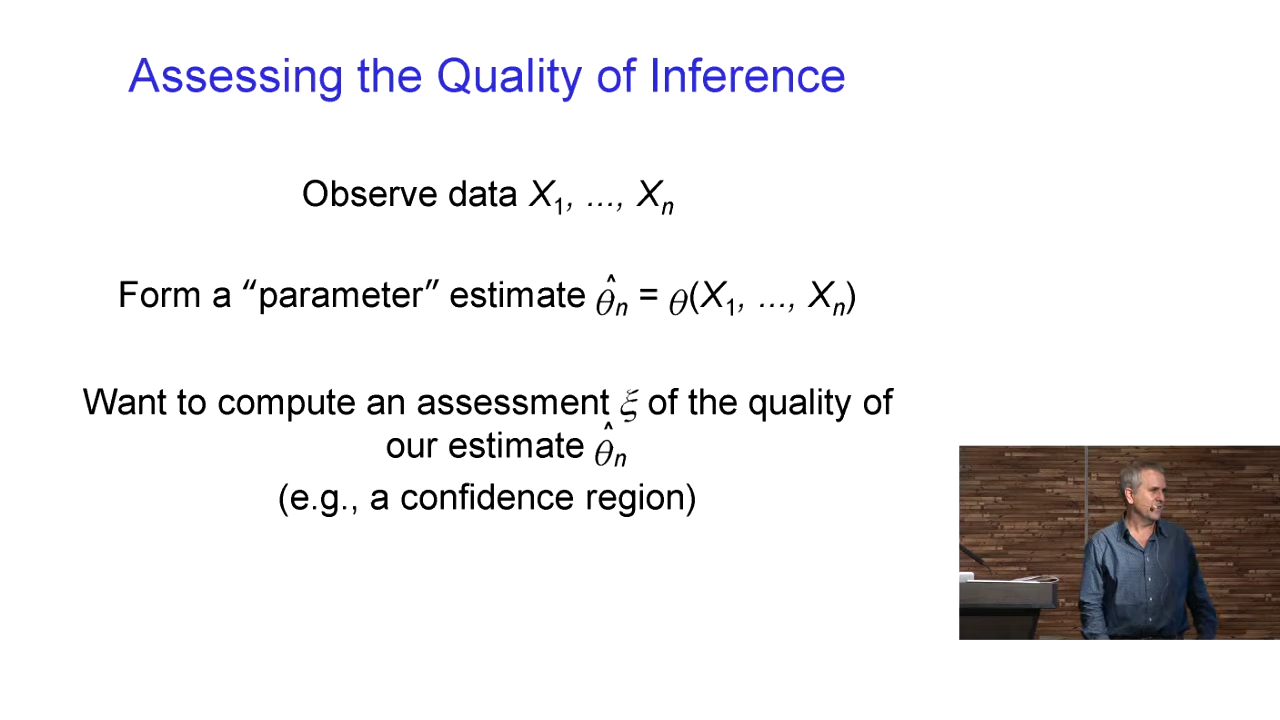 Assessing the Quality of Inference
Observe data X₁, ..., Xₙ
Form a “parameter” estimate θ̂ₙ = θ(X₁, ..., Xₙ)
Want to compute an assessment ξ of the quality of
our estimate θ̂ₙ
(e.g., a confidence region)